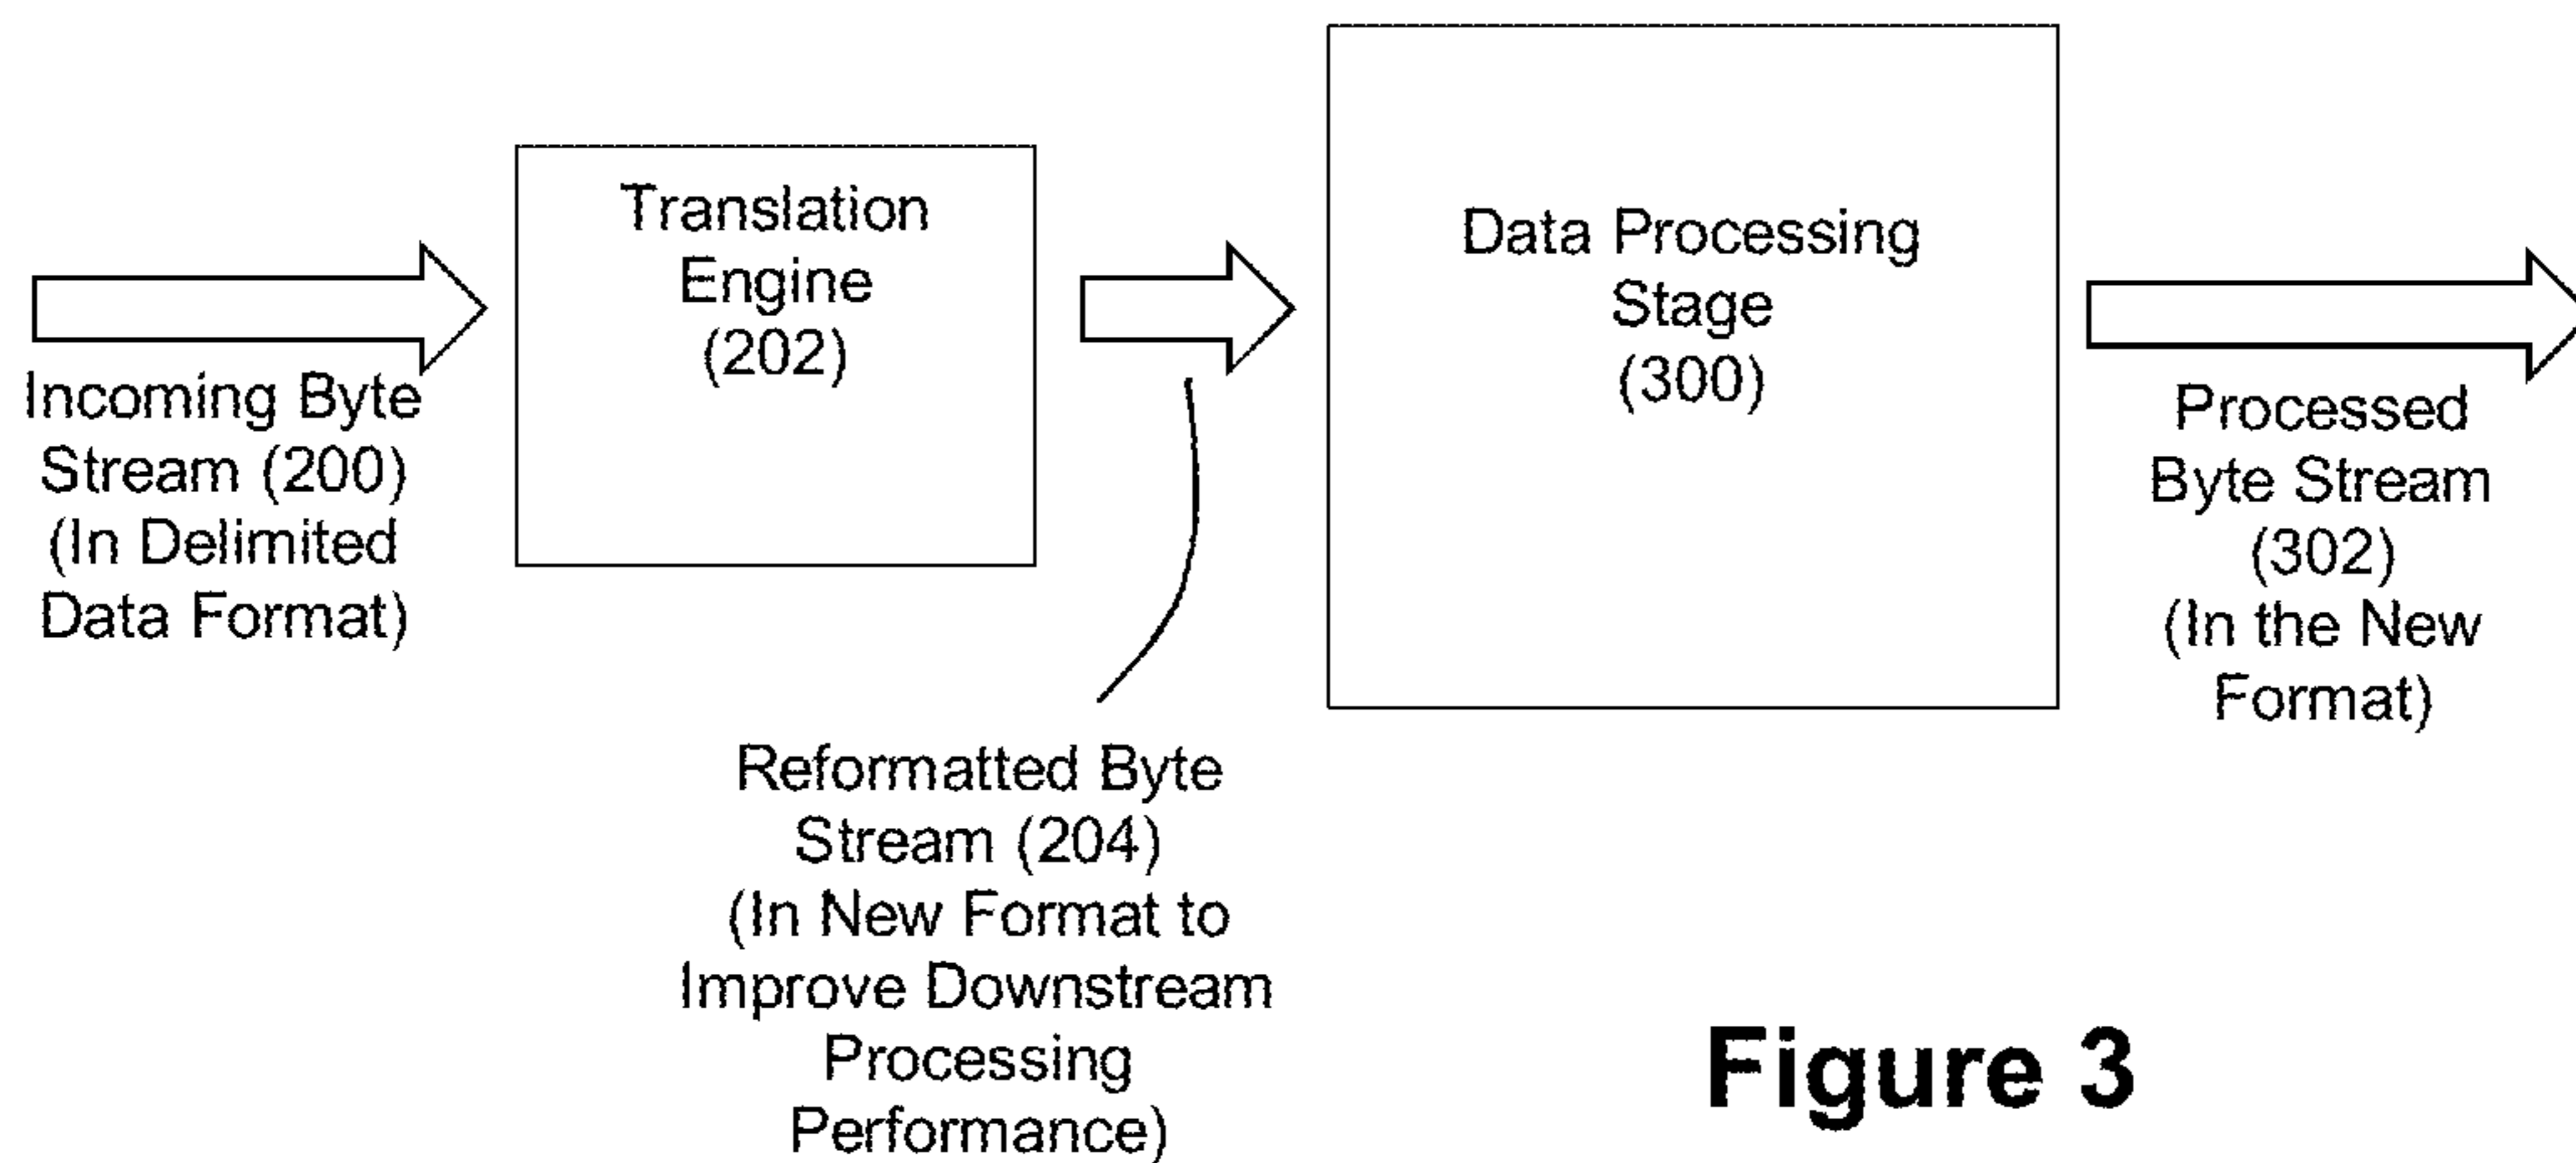 Translation
Engine
(202)
Data Processing
Stage
(300)
Incoming Byte
Stream (200)
(In Delimited
Data Format)
Processed
Byte Stream
(302)
(In the New
Format)
Reformatted Byte
Stream (204)
(In New Format to
Improve Downstream
Processing
Performance)
Figure 3